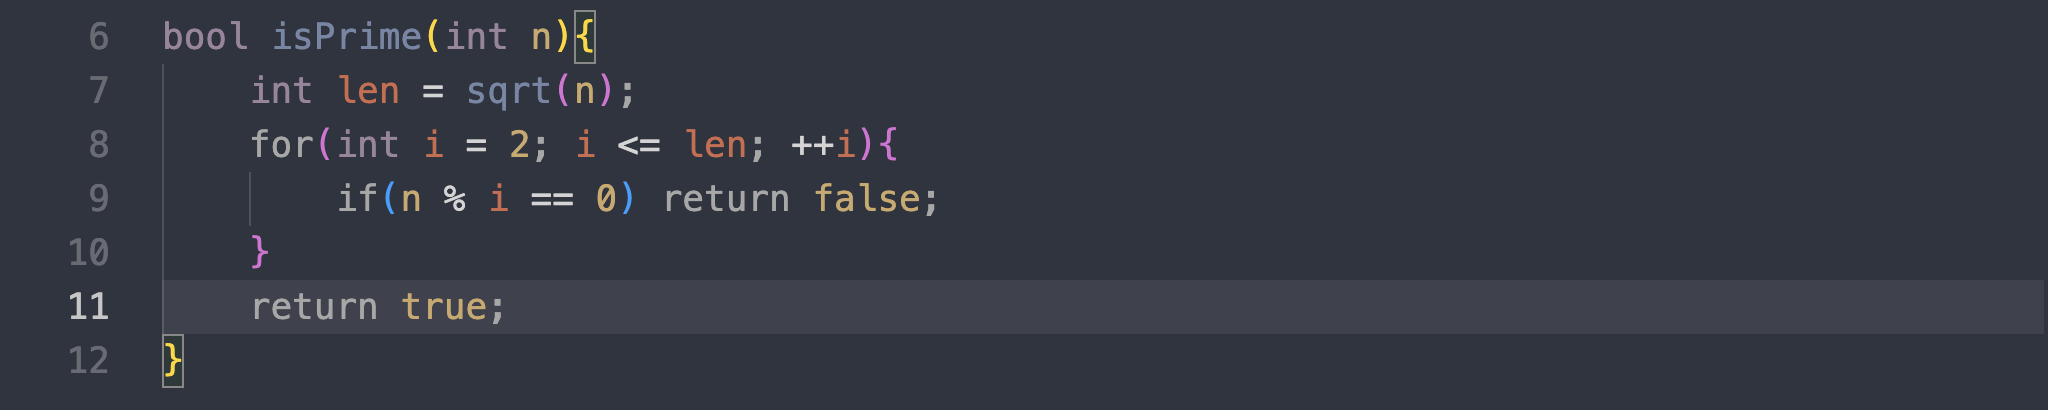 6 bool isPrime(int n){
7     int len = sqrt(n);
8     for(int i = 2; i <= len; ++i){
9         if(n % i == 0) return false;
10     }
11     return true;
12 }